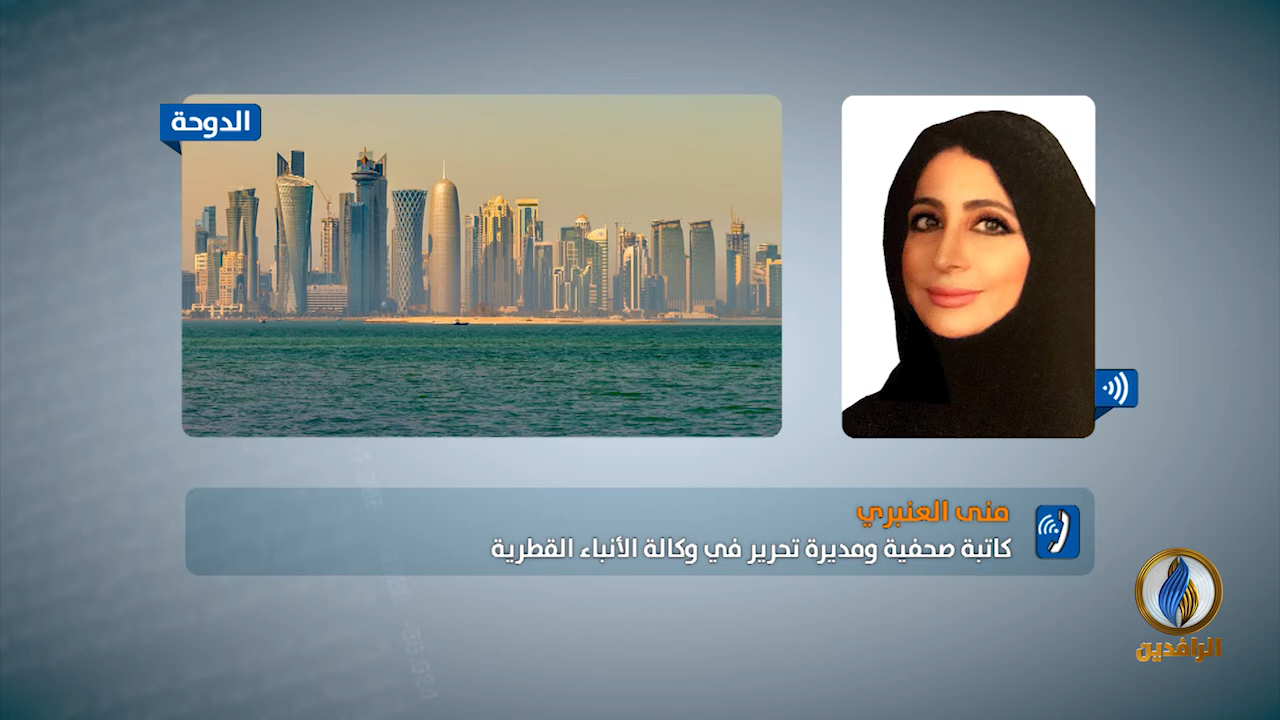 الدوحة
منى العنبري
كاتبة صحفية ومديرة تحرير في وكالة الأنباء القطرية
الرافدين